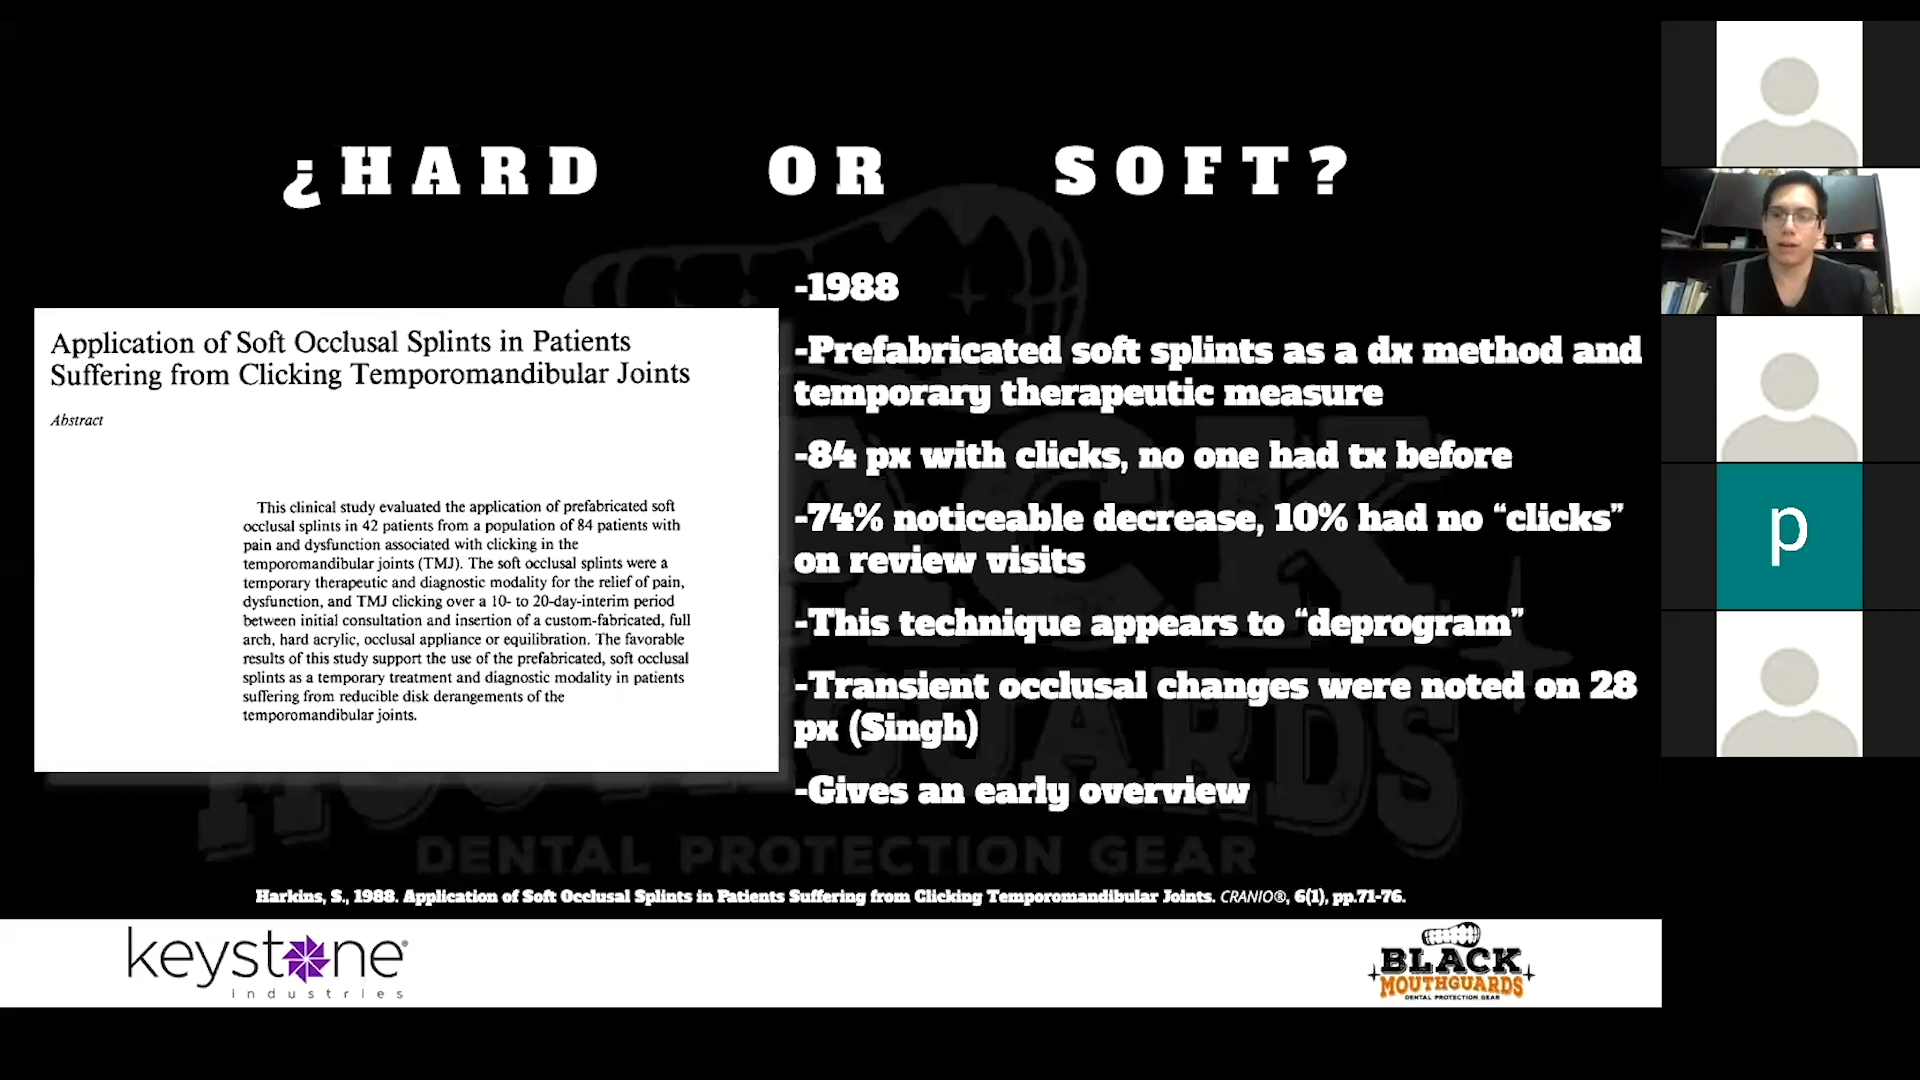 ¿HARD OR SOFT?
Application of Soft Occlusal Splints in Patients
Suffering from Clicking Temporomandibular Joints
Abstract
This clinical study evaluated the application of prefabricated soft
occlusal splints in 42 patients from a population of 84 patients with
pain and dysfunction associated with clicking in the
temporomandibular joints (TMJ). The soft occlusal splints were a
temporary therapeutic and diagnostic modality for the relief of pain,
dysfunction, and TMJ clicking over a 10- to 20-day-interim period
between initial consultation and insertion of a custom-fabricated, full
arch, hard acrylic, occlusal appliance or equilibration. The favorable
results of this study support the use of the prefabricated, soft occlusal
splints as a temporary treatment and diagnostic modality in patients
suffering from reducible disk derangements of the
temporomandibular joints.
-1988
-Prefabricated soft splints as a dx method and
temporary therapeutic measure
-84 px with clicks, no one had tx before
-74% noticeable decrease, 10% had no “clicks”
on review visits
-This technique appears to “deprogram”
-Transient occlusal changes were noted on 28
px (Singh)
-Gives an early overview
DENTAL PROTECTION GEAR
Harkins, S., 1988. Application of Soft Occlusal Splints in Patients Suffering from Clicking Temporomandibular Joints. CRANIO®, 6(1), pp.71-76.
keystone®
industries
BLACK
MOUTHGUARDS
DENTAL PROTECTION GEAR
p